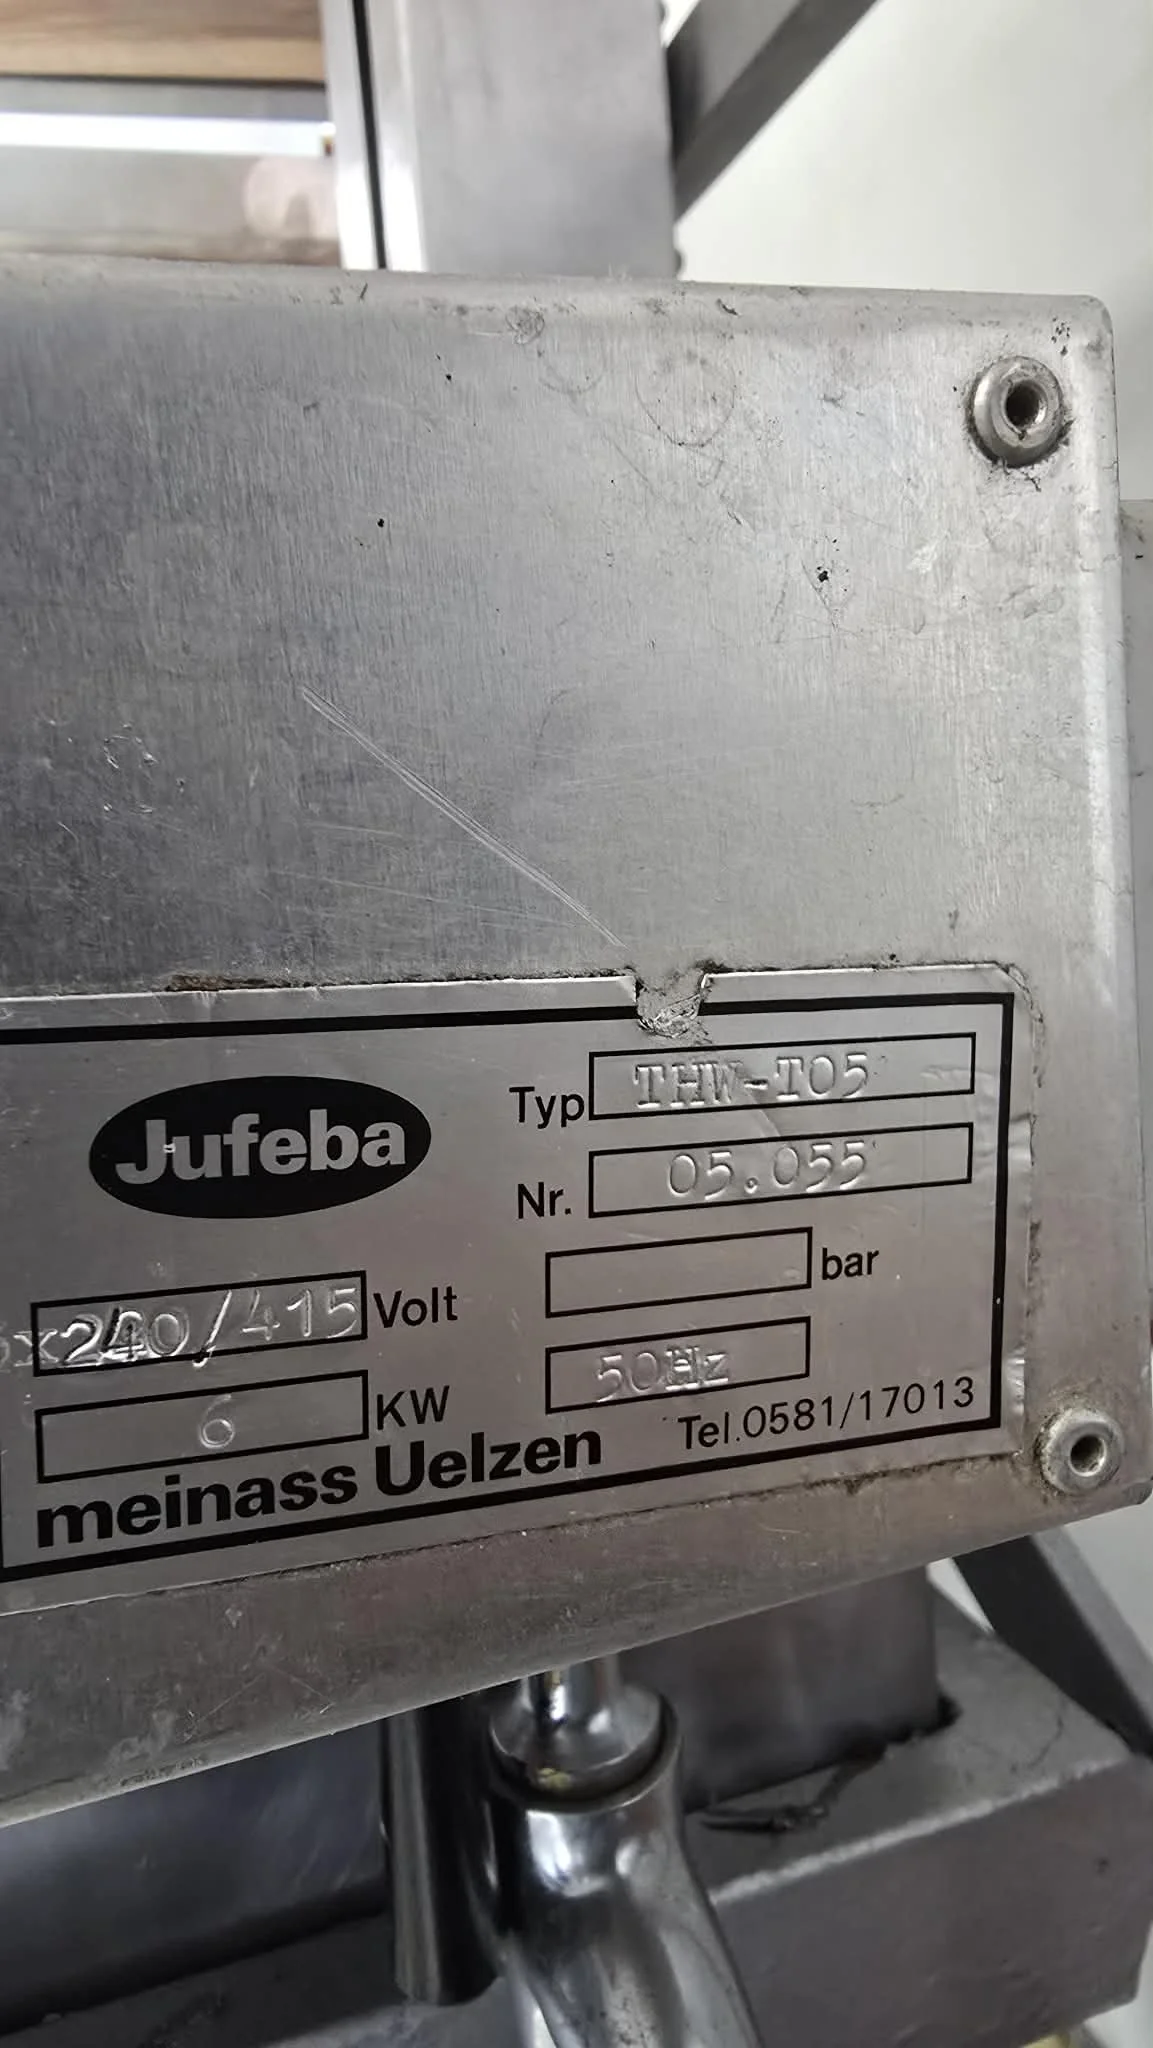 Jufeba
Typ THW-T05
Nr. 05.055
x240/415 Volt
bar
6 KW
50Hz
meinass Uelzen
Tel.0581/17013